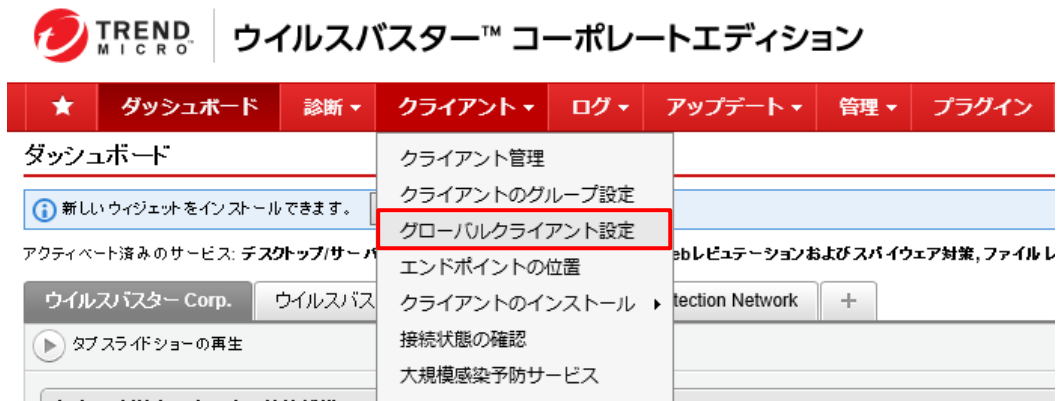 TREND MICRO ウイルスバスター™ コーポレートエディション
★ ダッシュボード 診断 ▾ クライアント ▾ ログ ▾ アップデート ▾ 管理 ▾ プラグイン
ダッシュボード
クライアント管理
クライアントのグループ設定
グローバルクライアント設定
エンドポイントの位置
クライアントのインストール
接続状態の確認
大規模感染予防サービス
新しいウィジェットをインストールできます。
アクティベート済みのサービス: デスクトップ/サーバ
ebレピュテーションおよびスパイウェア対策, ファイルレ
ウイルスバスター Corp. ウイルスバス tection Network +
タブスライドショーの再生